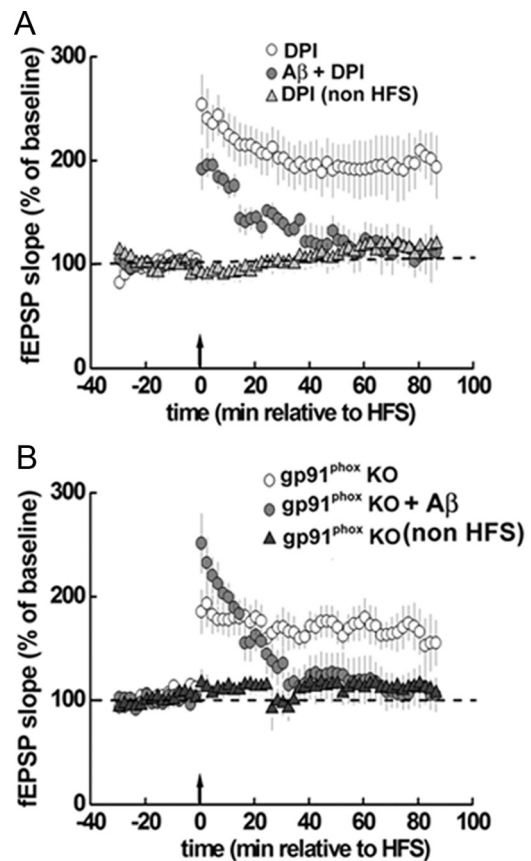 A
fEPSP slope (% of baseline)
300
200
100
0
DPI
Aβ + DPI
DPI (non HFS)
-40 -20 0 20 40 60 80 100
time (min relative to HFS)
B
fEPSP slope (% of baseline)
300
200
100
0
gp91phox KO
gp91phox KO + Aβ
gp91phox KO (non HFS)
-40 -20 0 20 40 60 80 100
time (min relative to HFS)